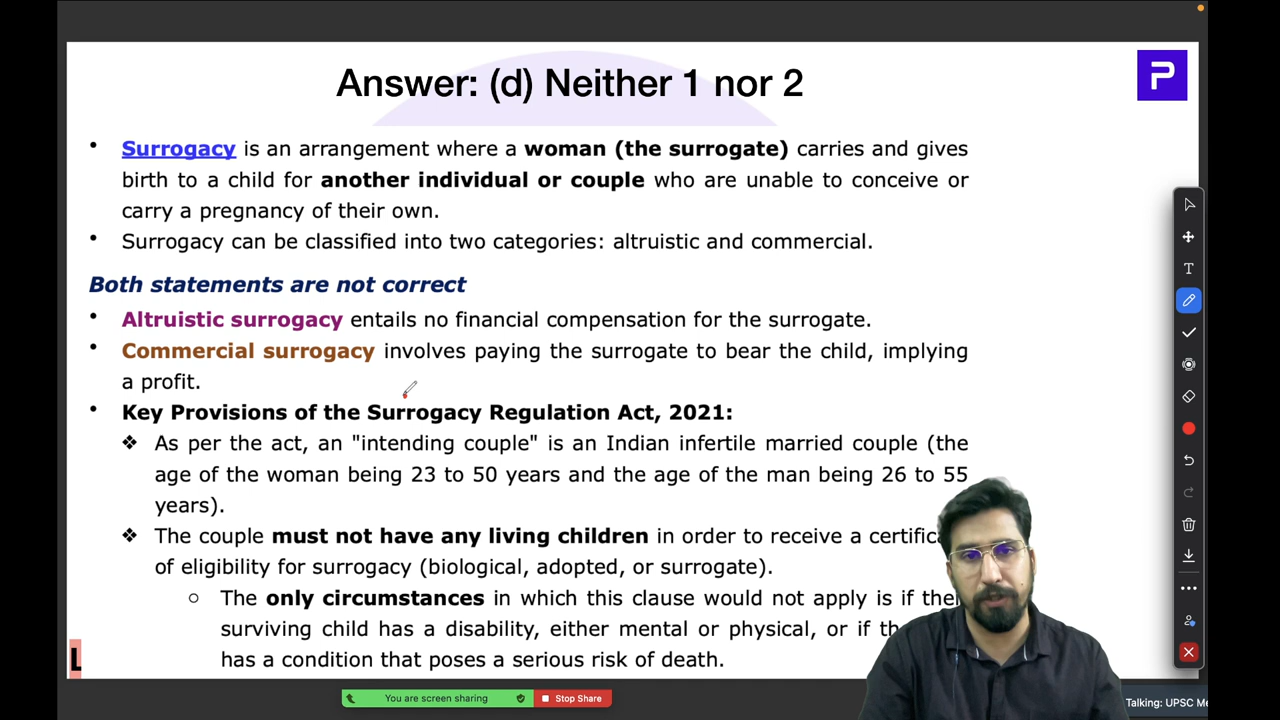 Answer: (d) Neither 1 nor 2
P
• Surrogacy is an arrangement where a woman (the surrogate) carries and gives
birth to a child for another individual or couple who are unable to conceive or
carry a pregnancy of their own.
• Surrogacy can be classified into two categories: altruistic and commercial.
Both statements are not correct
• Altruistic surrogacy entails no financial compensation for the surrogate.
• Commercial surrogacy involves paying the surrogate to bear the child, implying
a profit.
• Key Provisions of the Surrogacy Regulation Act, 2021:
❖ As per the act, an "intending couple" is an Indian infertile married couple (the
age of the woman being 23 to 50 years and the age of the man being 26 to 55
years).
❖ The couple must not have any living children in order to receive a
of eligibility for surrogacy (biological, adopted, or surrogate).
○ The only circumstances in which this clause would not apply is if
surviving child has a disability, either mental or physical, or if
has a condition that poses a serious risk of death.
L
T
You are screen sharing
Stop Share
Talking: UPSC